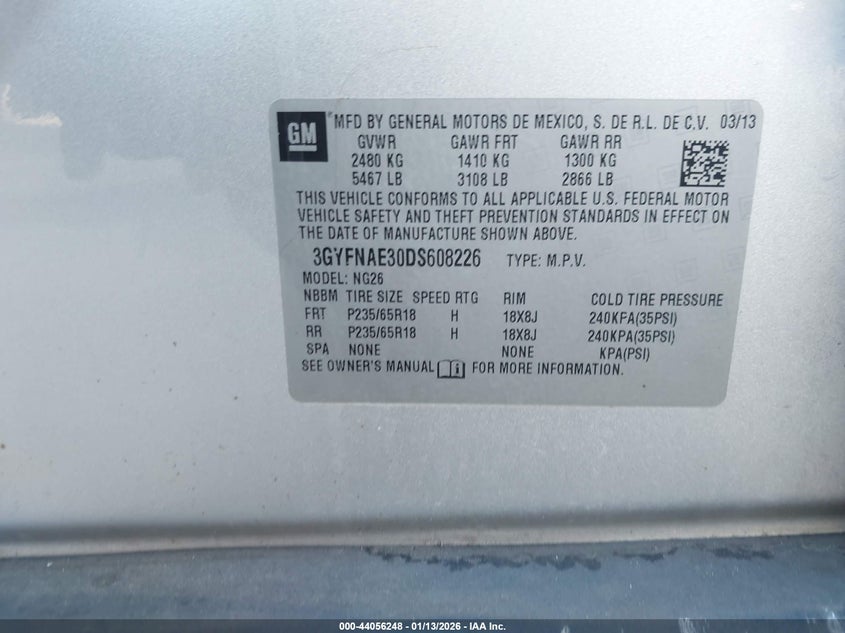 GM
MFD BY GENERAL MOTORS DE MEXICO, S. DE R.L. DE C.V. 03/13
GVWR GAWR FRT GAWR RR
2480 KG 1410 KG 1300 KG
5467 LB 3108 LB 2866 LB
THIS VEHICLE CONFORMS TO ALL APPLICABLE U.S. FEDERAL MOTOR
VEHICLE SAFETY AND THEFT PREVENTION STANDARDS IN EFFECT ON
THE DATE OF MANUFACTURE SHOWN ABOVE.
3GYFNAE30DS608226 TYPE: M.P.V.
MODEL: NG26
NBBM TIRE SIZE SPEED RTG RIM COLD TIRE PRESSURE
FRT P235/65R18 H 18X8J 240KPA(35PSI)
RR P235/65R18 H 18X8J 240KPA(35PSI)
SPA NONE NONE KPA(PSI)
SEE OWNER'S MANUAL FOR MORE INFORMATION.
000-44056248 - 01/13/2026 - IAA Inc.